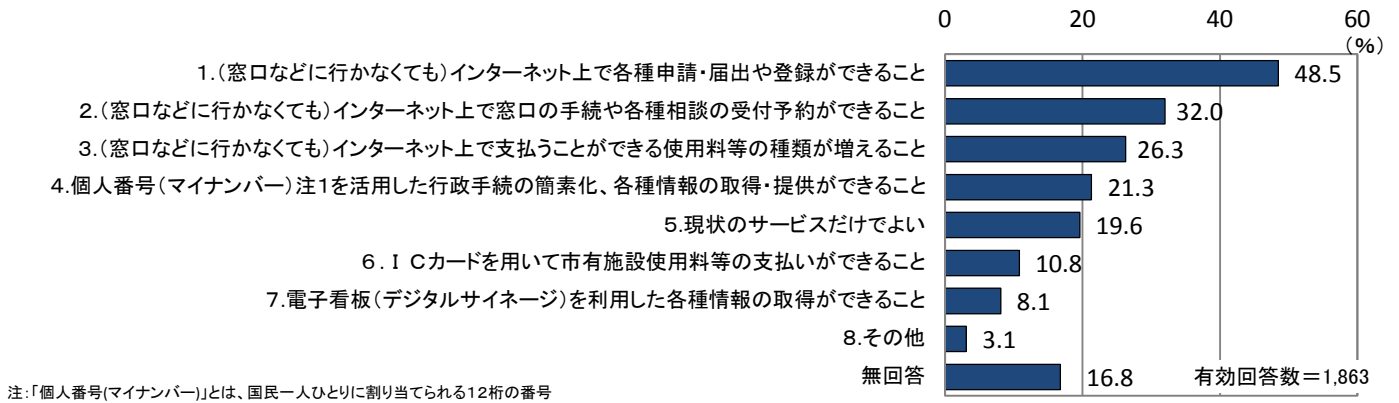 0 20 40 60
(%)
1.(窓口などに行かなくても)インターネット上で各種申請・届出や登録ができること 48.5
2.(窓口などに行かなくても)インターネット上で窓口の手続や各種相談の受付予約ができること 32.0
3.(窓口などに行かなくても)インターネット上で支払うことができる使用料等の種類が増えること 26.3
4.個人番号(マイナンバー)注1を活用した行政手続の簡素化、各種情報の取得・提供ができること 21.3
5.現状のサービスだけでよい 19.6
6.ICカードを用いて市有施設使用料等の支払いができること 10.8
7.電子看板(デジタルサイネージ)を利用した各種情報の取得ができること 8.1
8.その他 3.1
無回答 16.8 有効回答数=1,863
注:「個人番号(マイナンバー)」とは、国民一人ひとりに割り当てられる12桁の番号